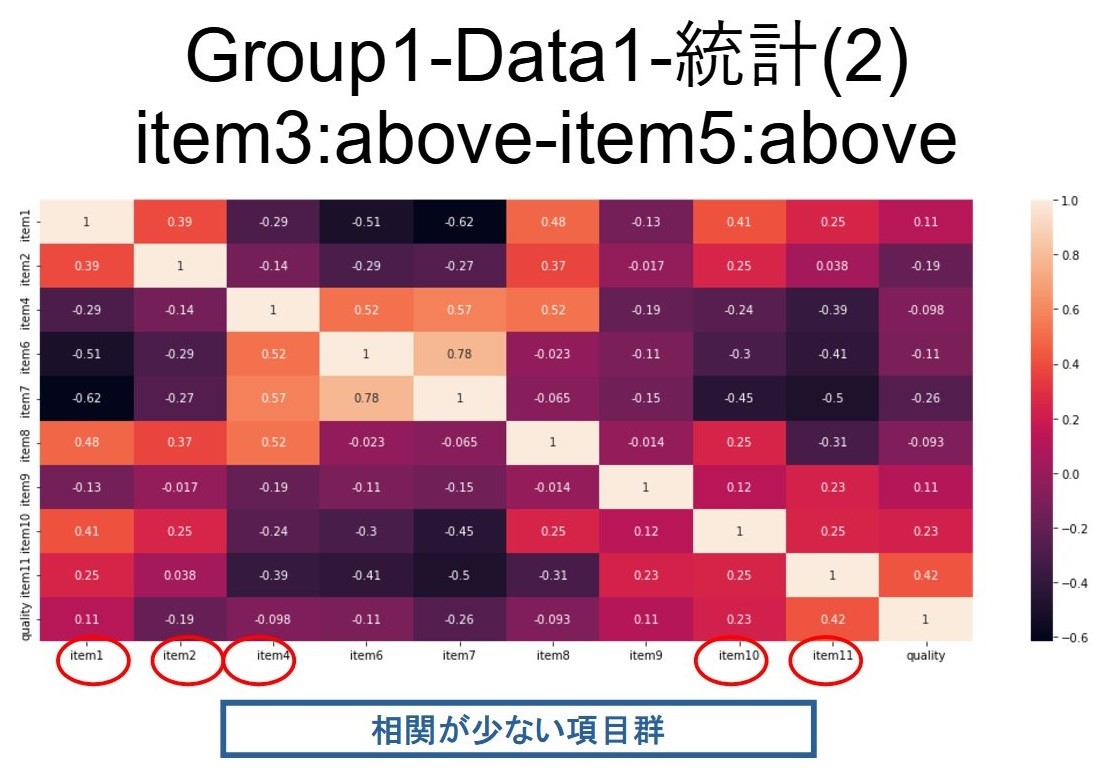 Group1-Data1-統計(2)
item3:above-item5:above
item1 1 0.39 -0.29 -0.51 -0.62 0.48 -0.13 0.41 0.25 0.11
item2 0.39 1 -0.14 -0.29 -0.27 0.37 -0.017 0.25 0.038 -0.19
item4 -0.29 -0.14 1 0.52 0.57 0.52 -0.19 -0.24 -0.39 -0.098
item6 -0.51 -0.29 0.52 1 0.78 -0.023 -0.11 -0.3 -0.41 -0.11
item7 -0.62 -0.27 0.57 0.78 1 -0.065 -0.15 -0.45 -0.5 -0.26
item8 0.48 0.37 0.52 -0.023 -0.065 1 -0.014 0.25 -0.31 -0.093
item9 -0.13 -0.017 -0.19 -0.11 -0.15 -0.014 1 0.12 0.23 0.11
item10 0.41 0.25 -0.24 -0.3 -0.45 0.25 0.12 1 0.25 0.23
item11 0.25 0.038 -0.39 -0.41 -0.5 -0.31 0.23 0.25 1 0.42
quality 0.11 -0.19 -0.098 -0.11 -0.26 -0.093 0.11 0.23 0.42 1
item1 item2 item4 item6 item7 item8 item9 item10 item11 quality
1.0
0.8
0.6
0.4
0.2
0.0
−0.2
−0.4
−0.6
相関が少ない項目群